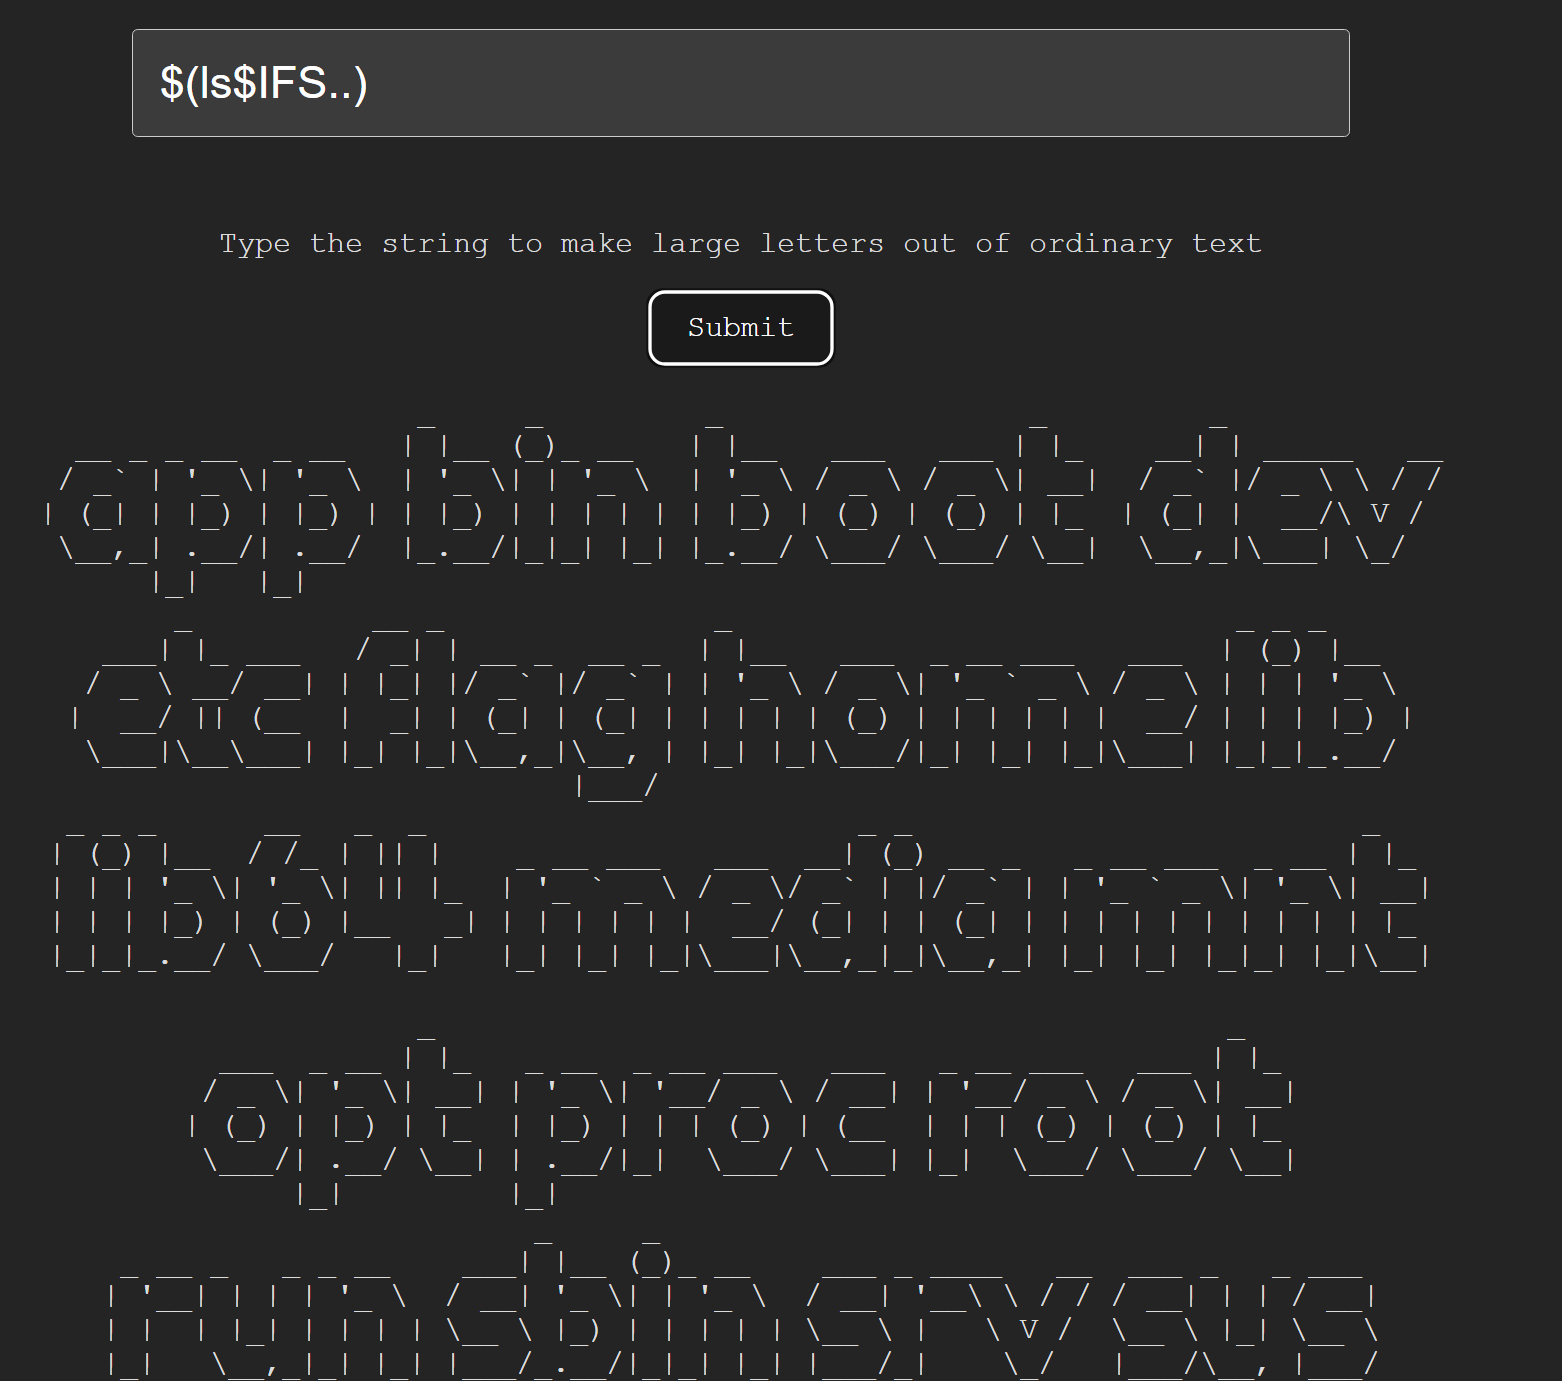 $(ls$IFS..)
Type the string to make large letters out of ordinary text
Submit
app bin boot dev
etc flag home lib
lib64 media mnt
opt proc root
run sbin srv sys